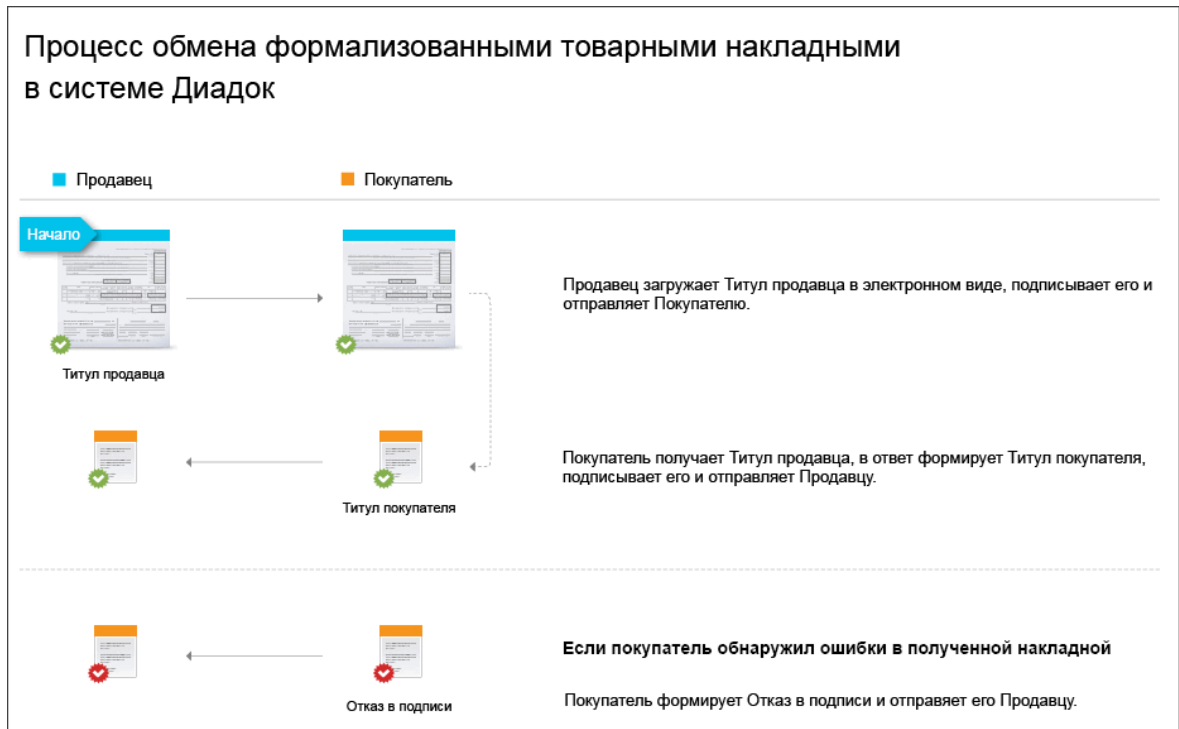 Процесс обмена формализованными товарными накладными
в системе Диадок
Продавец
Покупатель
Начало
Продавец загружает Титул продавца в электронном виде, подписывает его и
отправляет Покупателю.
Титул продавца
Покупатель получает Титул продавца, в ответ формирует Титул покупателя,
подписывает его и отправляет Продавцу.
Титул покупателя
Если покупатель обнаружил ошибки в полученной накладной
Покупатель формирует Отказ в подписи и отправяет его Продавцу.
Отказ в подписи